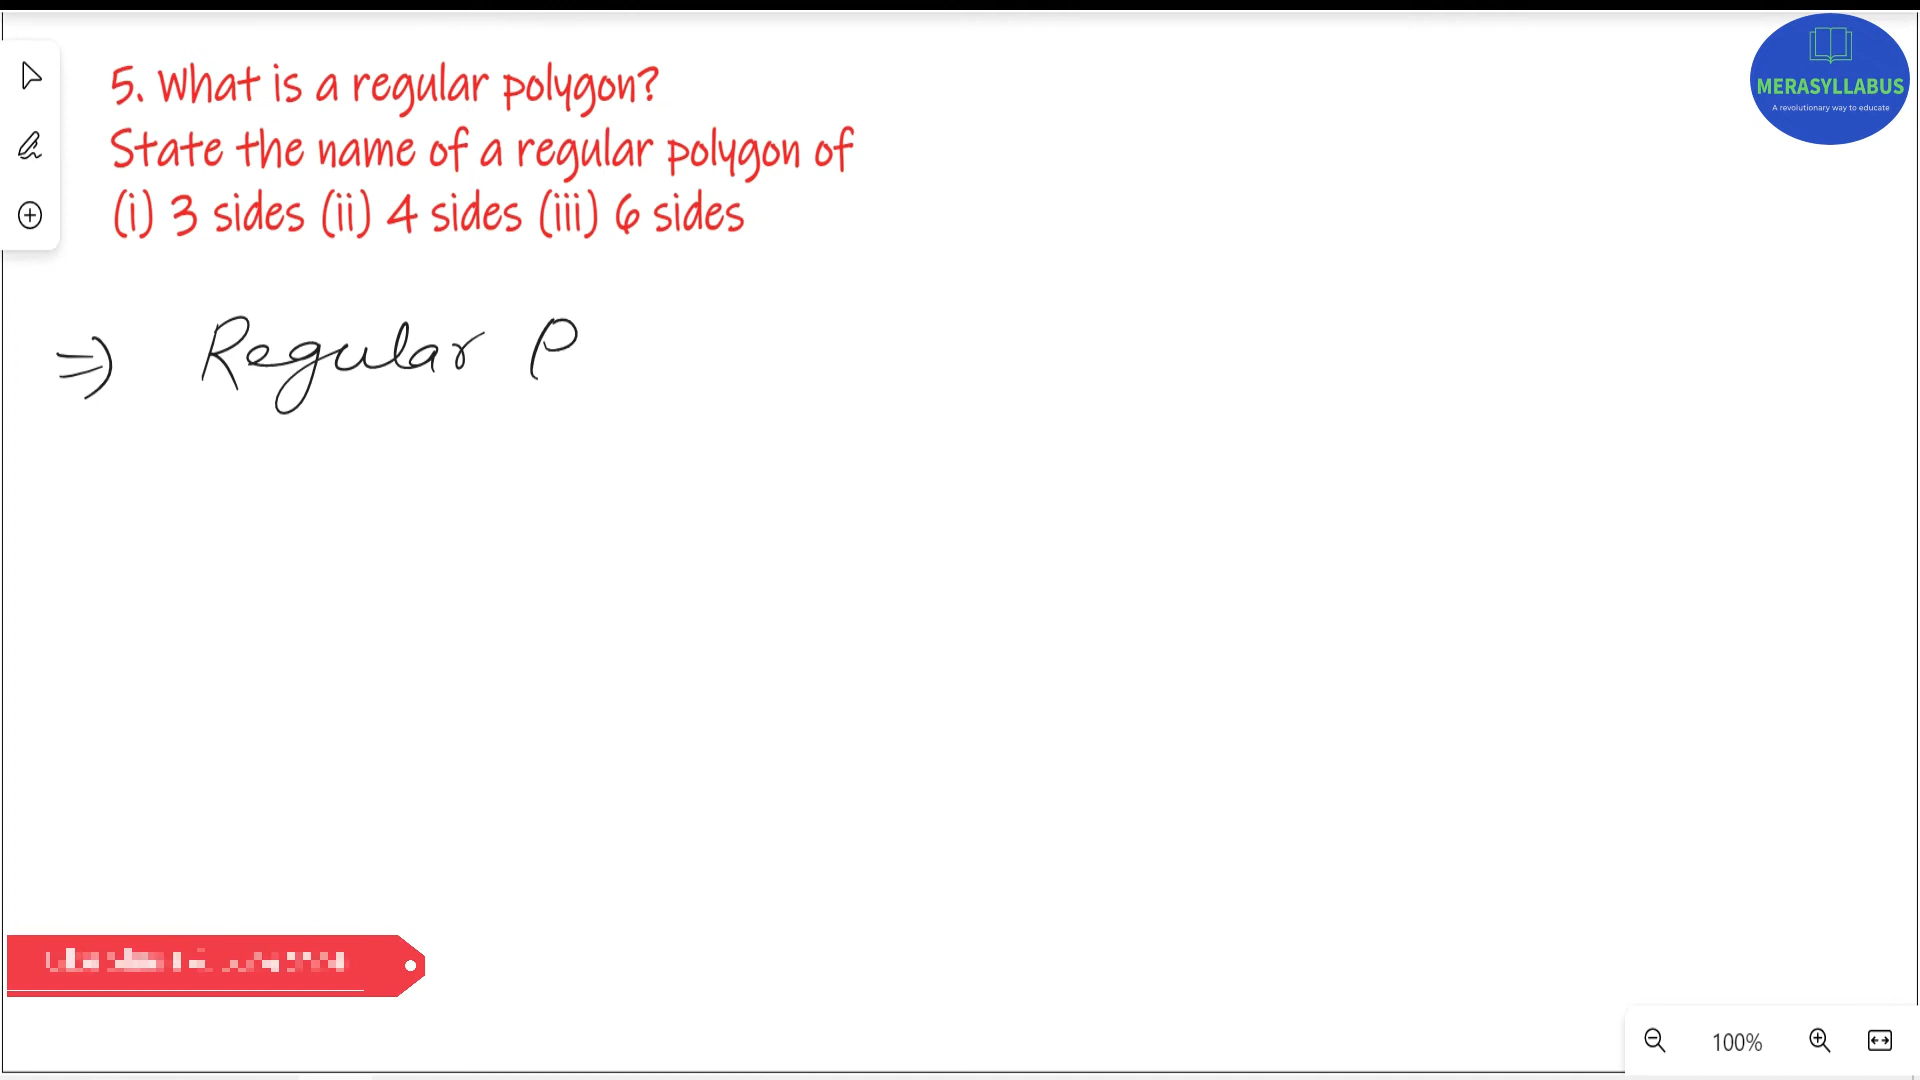 5. What is a regular polygon?
State the name of a regular polygon of
(i) 3 sides (ii) 4 sides (iii) 6 sides
⇒ Regular P
MERASYLLABUS
A revolutionary way to educate
100%